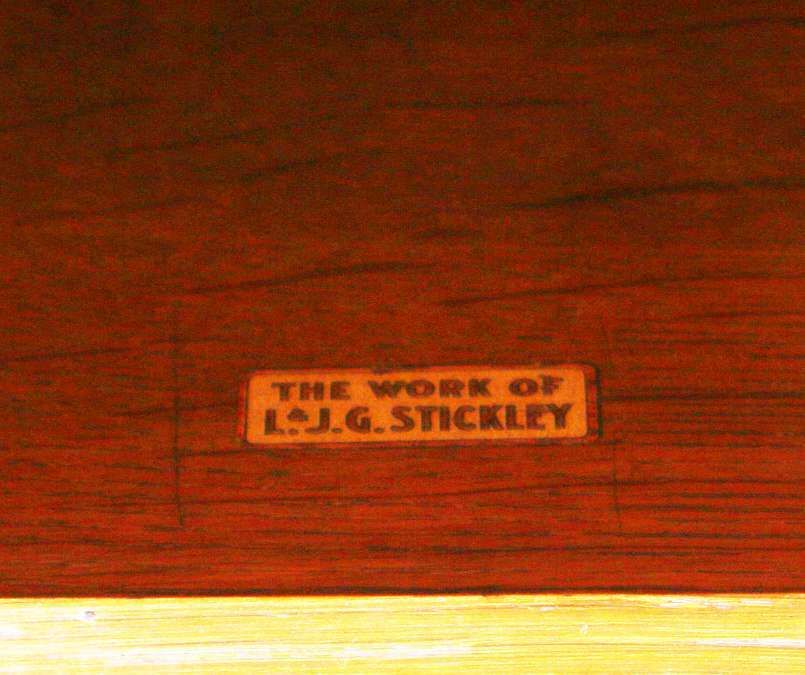 THE WORK OF
L. & J. G. STICKLEY